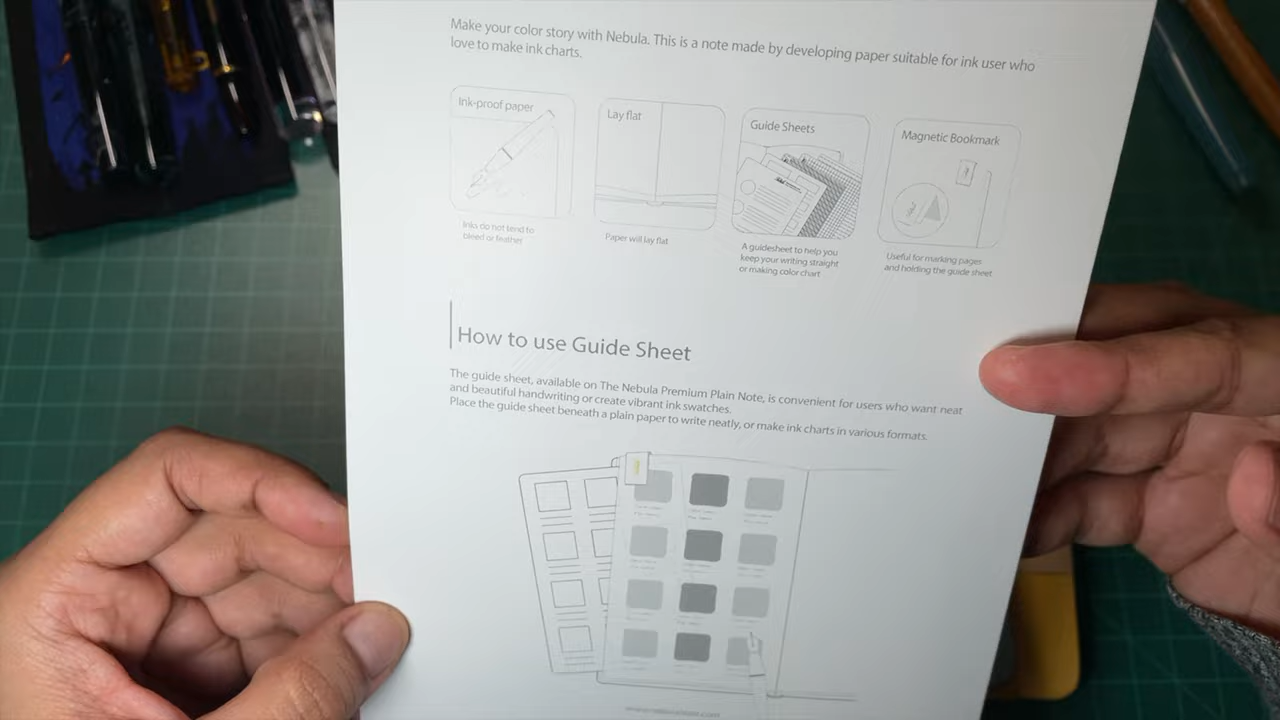 Make your color story with Nebula. This is a note made by developing paper suitable for ink user who
love to make ink charts.
Ink-proof paper
Lay flat
Guide Sheets
Magnetic Bookmark
Inks do not tend to
bleed or feather
Paper will lay flat
A guidesheet to help you
keep your writing straight
or making color chart
Useful for marking pages
and holding the guide sheet
How to use Guide Sheet
The guide sheet, available on The Nebula Premium Plain Note, is convenient for users who want neat
and beautiful handwriting or create vibrant ink swatches.
Place the guide sheet beneath a plain paper to write neatly, or make ink charts in various formats.